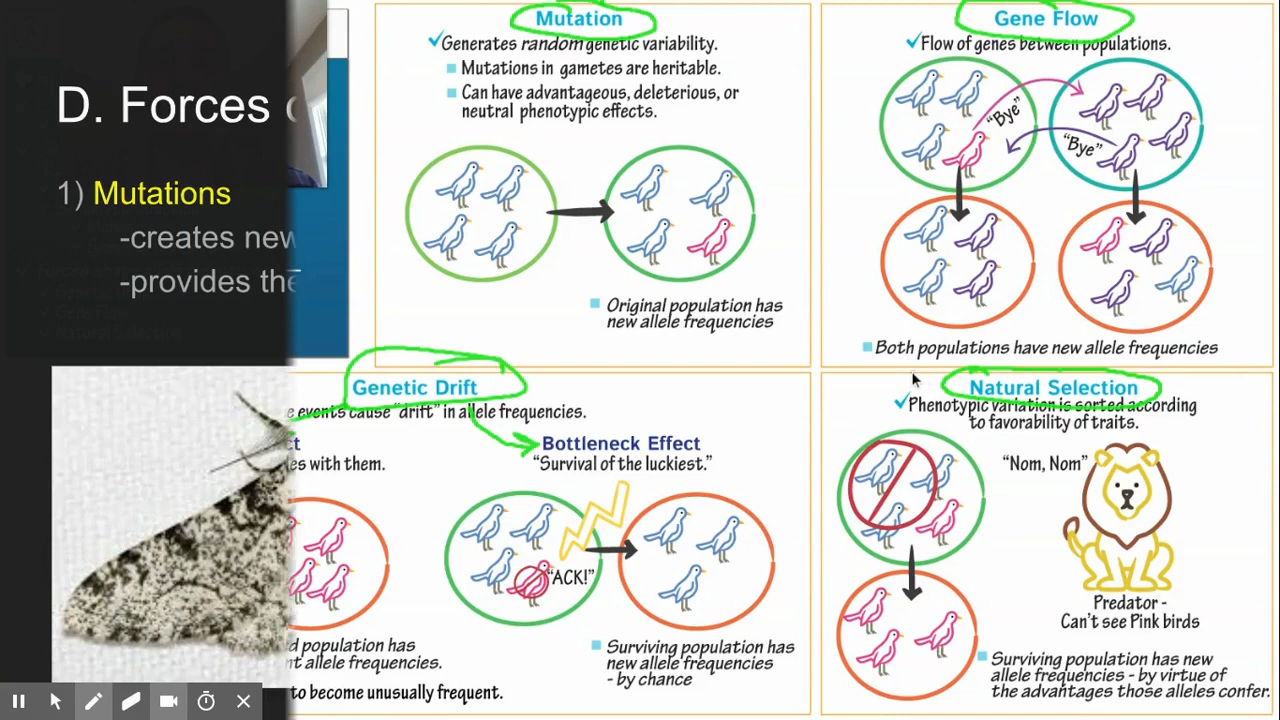 D. Forces
1) Mutations
-creates new
-provides the
Mutation
Generates random genetic variability.
Mutations in gametes are heritable.
Can have advantageous, deleterious, or
neutral phenotypic effects.
Original population has
new allele frequencies
Gene Flow
Flow of genes between populations.
"Bye"
"Bye"
Both populations have new allele frequencies
Genetic Drift
events cause "drift" in allele frequencies.
with them.
population has
allele frequencies.
to become unusually frequent.
Bottleneck Effect
"Survival of the luckiest."
"ACK!"
Surviving population has
new allele frequencies
- by chance
Natural Selection
Phenotypic variation is sorted according
to favorability of traits.
"Nom, Nom"
Predator -
Can't see Pink birds
Surviving population has new
allele frequencies - by virtue of
the advantages those alleles confer.